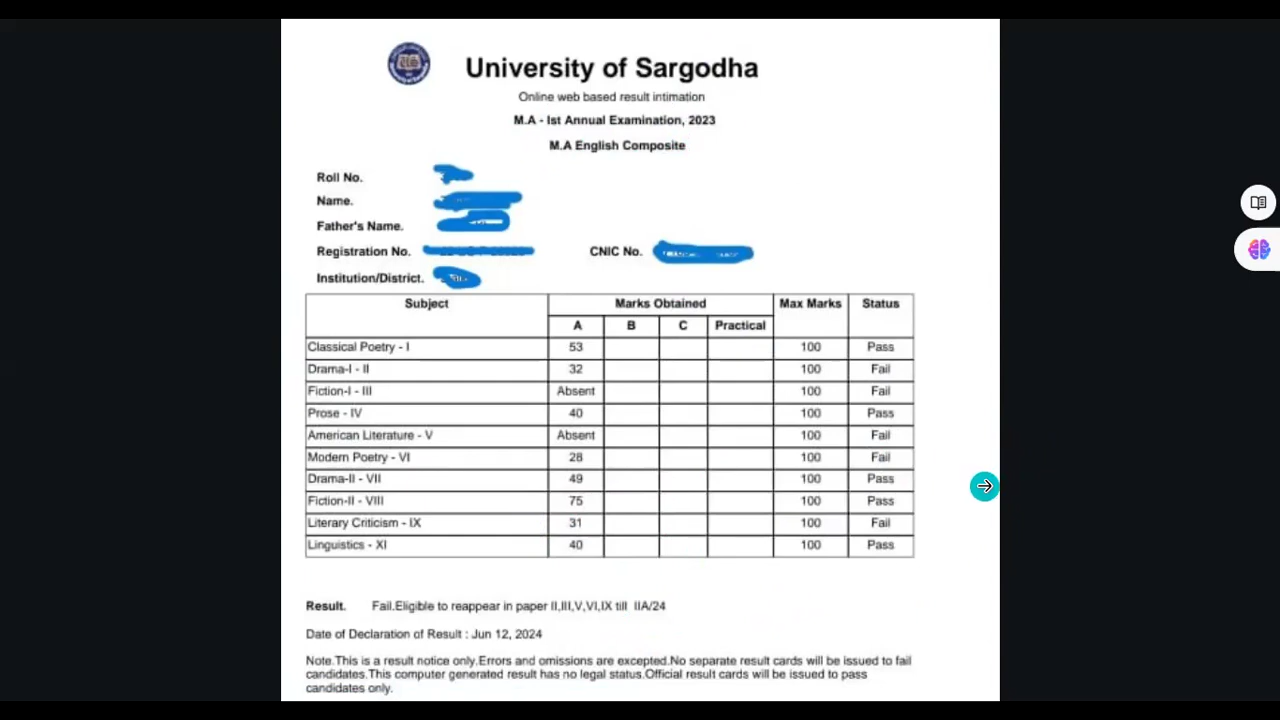 University of Sargodha
Online web based result intimation
M.A - Ist Annual Examination, 2023
M.A English Composite
Roll No.
Name.
Father's Name.
Registration No. CNIC No.
Institution/District.
Subject Marks Obtained Max Marks Status
A B C Practical
Classical Poetry - I 53 100 Pass
Drama-I - II 32 100 Fail
Fiction-I - III Absent 100 Fail
Prose - IV 40 100 Pass
American Literature - V Absent 100 Fail
Modern Poetry - VI 28 100 Fail
Drama-II - VII 49 100 Pass
Fiction-II - VIII 75 100 Pass
Literary Criticism - IX 31 100 Fail
Linguistics - XI 40 100 Pass
Result. Fail.Eligible to reappear in paper II,III,V,VI,IX till IIA/24
Date of Declaration of Result : Jun 12, 2024
Note.This is a result notice only.Errors and omissions are excepted.No separate result cards will be issued to fail
candidates.This computer generated result has no legal status.Official result cards will be issued to pass
candidates only.